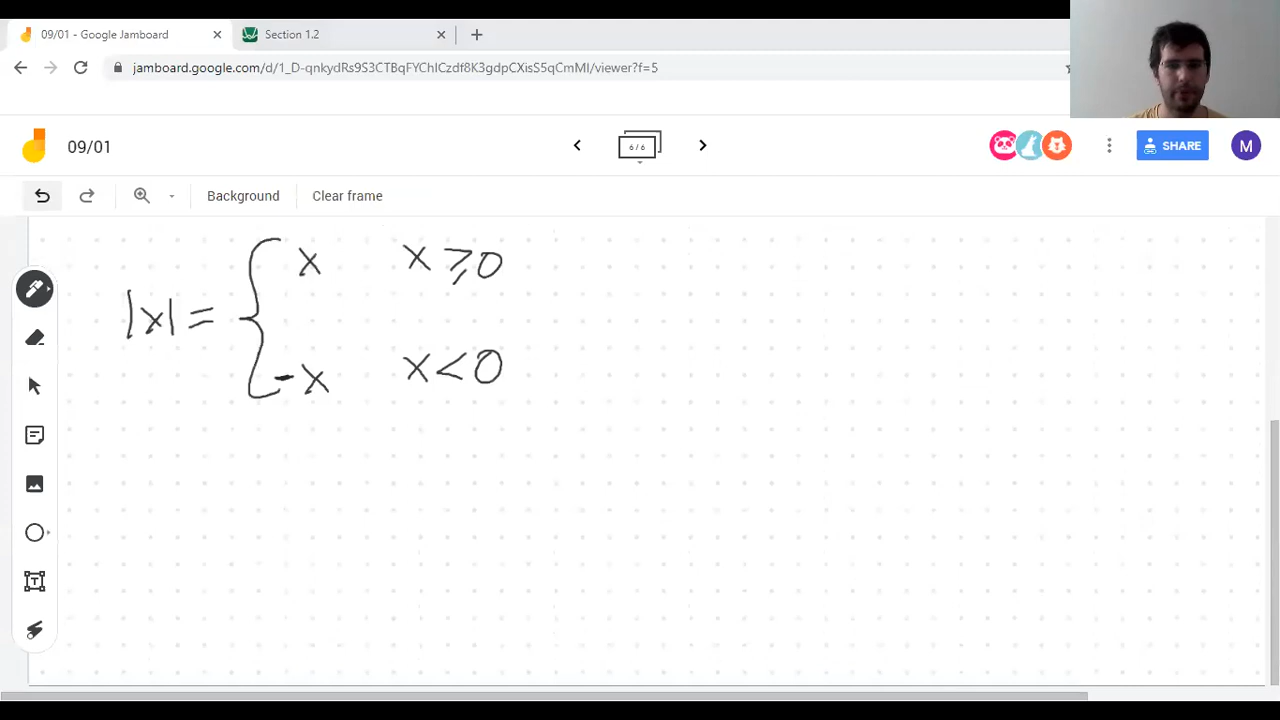 09/01 - Google Jamboard
Section 1.2
jamboard.google.com/d/1_D-qnkydRs9S3CTBqFYChlCzdf8K3gdpCXisS5qCmMI/viewer?f=5
09/01
6 / 6
SHARE
M
Background
Clear frame
x x ⩾ 0
|x| = {
-x x < 0